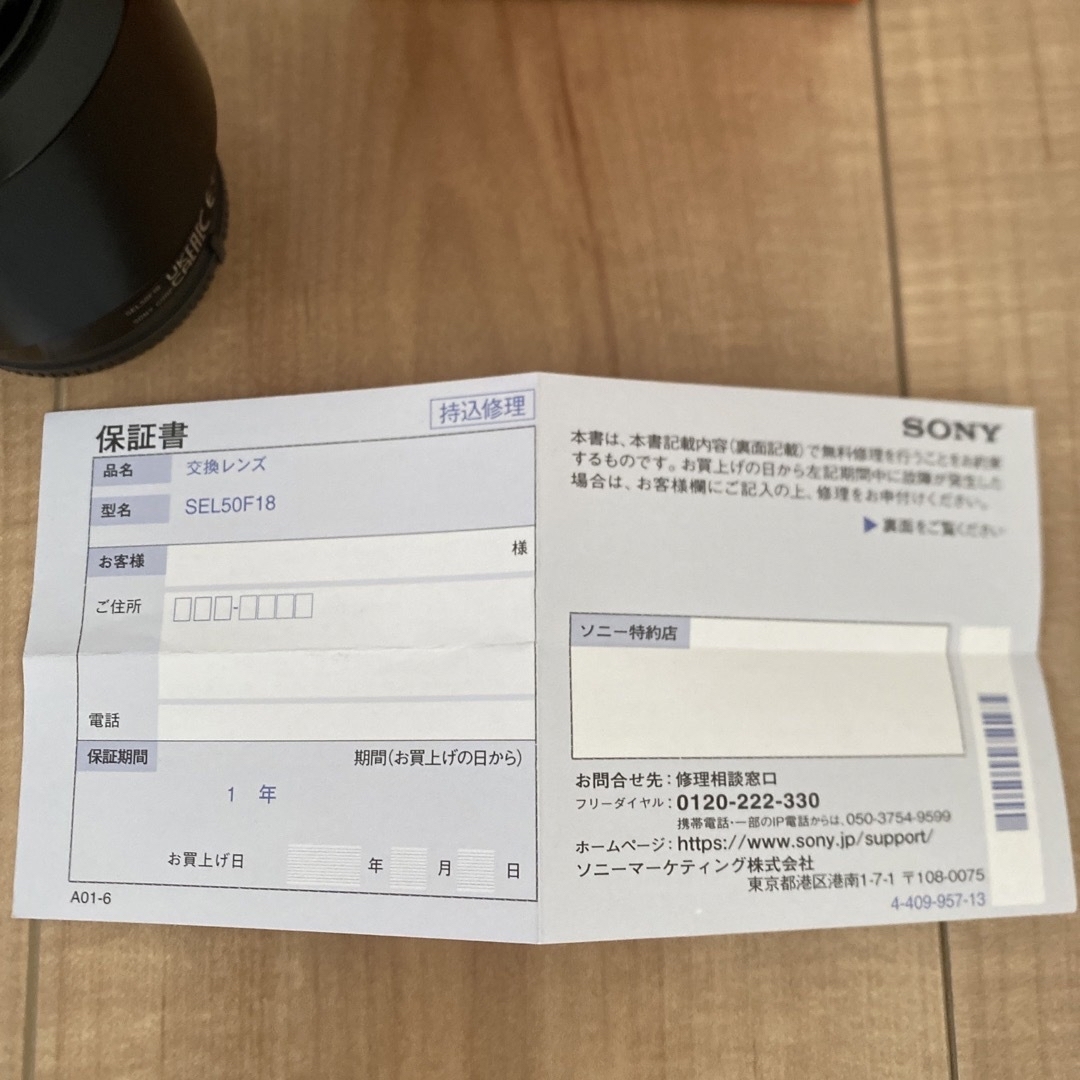 SEL50F18
保証書
持込修理
品名 交換レンズ
型名 SEL50F18
お客様 様
ご住所
電話
保証期間 期間(お買上げの日から)
1 年
お買上げ日 年 月 日
A01-6
SONY
本書は、本書記載内容(裏面記載)で無料修理を行うことをお約束
するものです。お買上げの日から左記期間中に故障が発生した
場合は、お客様欄にご記入の上、修理をお申付けください。
▶裏面をご覧ください
ソニー特約店
お問合せ先:修理相談窓口
フリーダイヤル:0120-222-330
携帯電話・一部のIP電話からは、050-3754-9599
ホームページ:https://www.sony.jp/support/
ソニーマーケティング株式会社
東京都港区港南1-7-1 〒108-0075
4-409-957-13